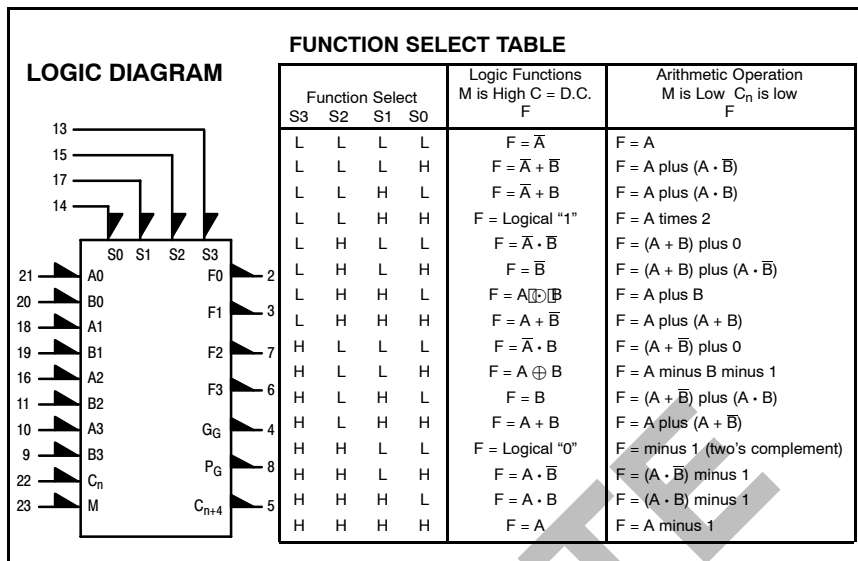 LOGIC DIAGRAM
13
15
17
14
S0 S1 S2 S3
21 A0 F0 2
20 B0
18 A1 F1 3
19 B1 F2 7
16 A2
11 B2 F3 6
10 A3 GG 4
9 B3 PG 8
22 Cn
23 M Cn+4 5
FUNCTION SELECT TABLE
Function Select Logic Functions Arithmetic Operation
M is High C = D.C. M is Low Cn is low
S3 S2 S1 S0 F F
L L L L F = A̅ F = A
L L L H F = A̅ + B̅ F = A plus (A • B̅)
L L H L F = A̅ + B F = A plus (A • B)
L L H H F = Logical “1” F = A times 2
L H L L F = A̅ • B̅ F = (A + B) plus 0
L H L H F = B̅ F = (A + B) plus (A • B̅)
L H H L F = A ⊙ B F = A plus B
L H H H F = A + B̅ F = A plus (A + B)
H L L L F = A̅ • B F = (A + B̅) plus 0
H L L H F = A ⊕ B F = A minus B minus 1
H L H L F = B F = (A + B̅) plus (A • B)
H L H H F = A + B F = A plus (A + B̅)
H H L L F = Logical “0” F = minus 1 (two’s complement)
H H L H F = A • B̅ F = (A • B̅) minus 1
H H H L F = A • B F = (A • B) minus 1
H H H H F = A F = A minus 1